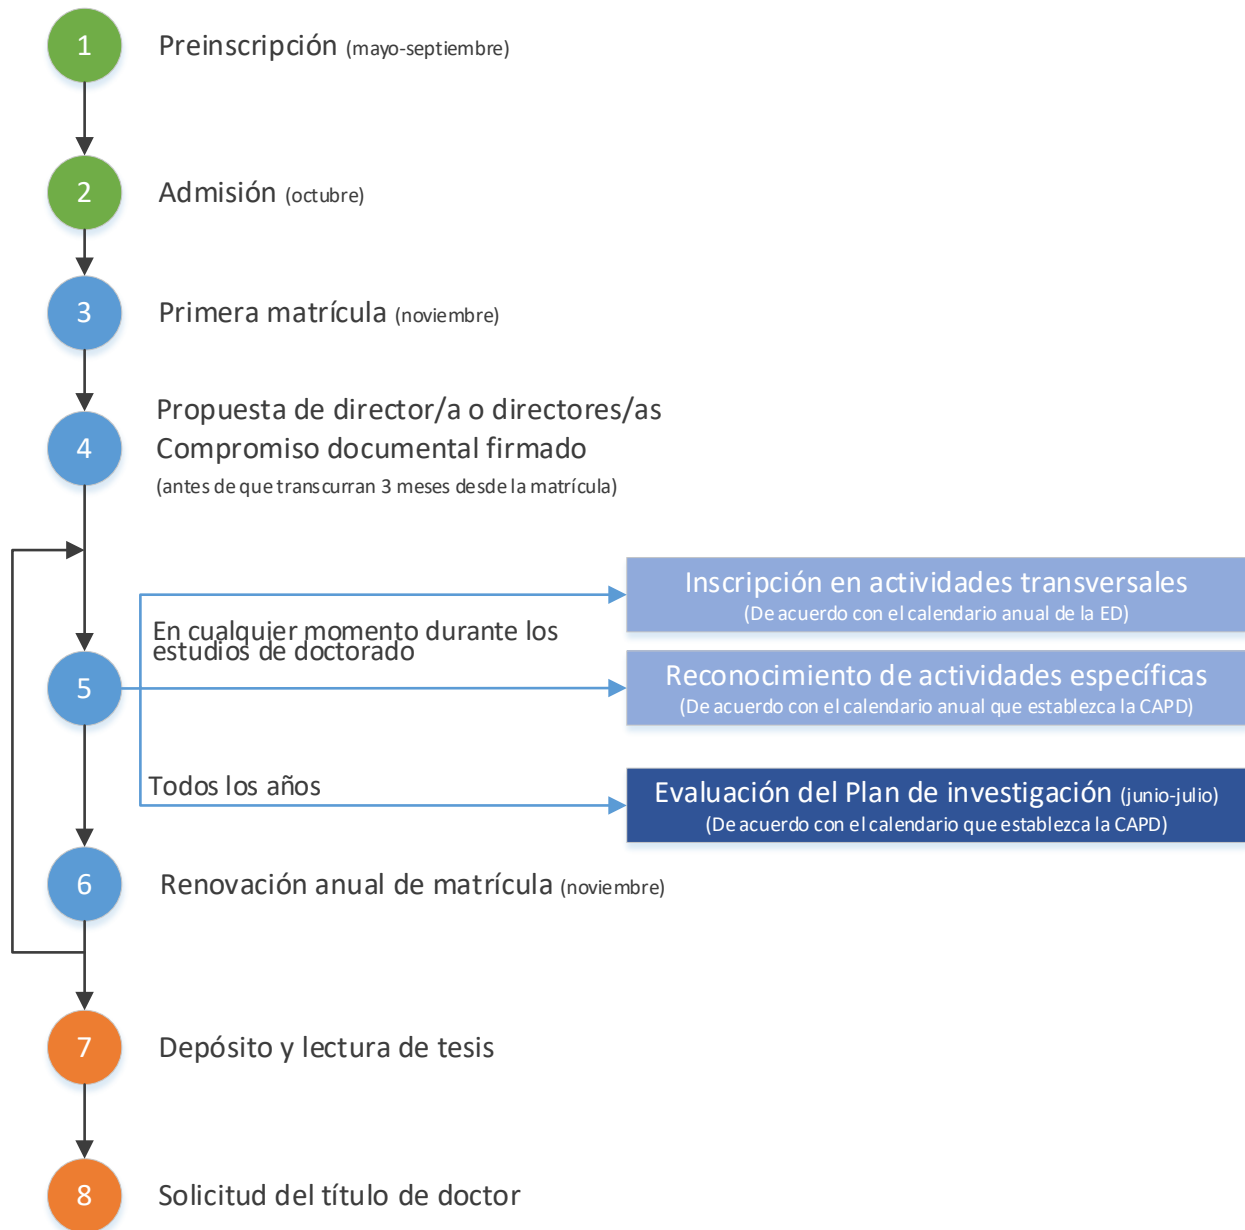 1
Preinscripción (mayo-septiembre)
2
Admisión (octubre)
3
Primera matrícula (noviembre)
4
Propuesta de director/a o directores/as
Compromiso documental firmado
(antes de que transcurran 3 meses desde la matrícula)
5
En cualquier momento durante los
estudios de doctorado
Inscripción en actividades transversales
(De acuerdo con el calendario anual de la ED)
Reconocimiento de actividades específicas
(De acuerdo con el calendario anual que establezca la CAPD)
Todos los años
Evaluación del Plan de investigación (junio-julio)
(De acuerdo con el calendario que establezca la CAPD)
6
Renovación anual de matrícula (noviembre)
7
Depósito y lectura de tesis
8
Solicitud del título de doctor